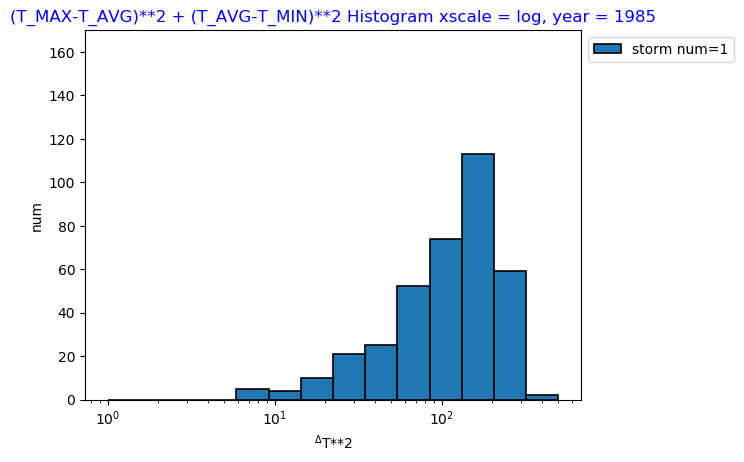 (T_MAX-T_AVG)**2 + (T_AVG-T_MIN)**2 Histogram xscale = log, year = 1985
storm num=1
160
140
120
100
80
60
40
20
0
num
10⁰ 10¹ 10²
ᐞT**2